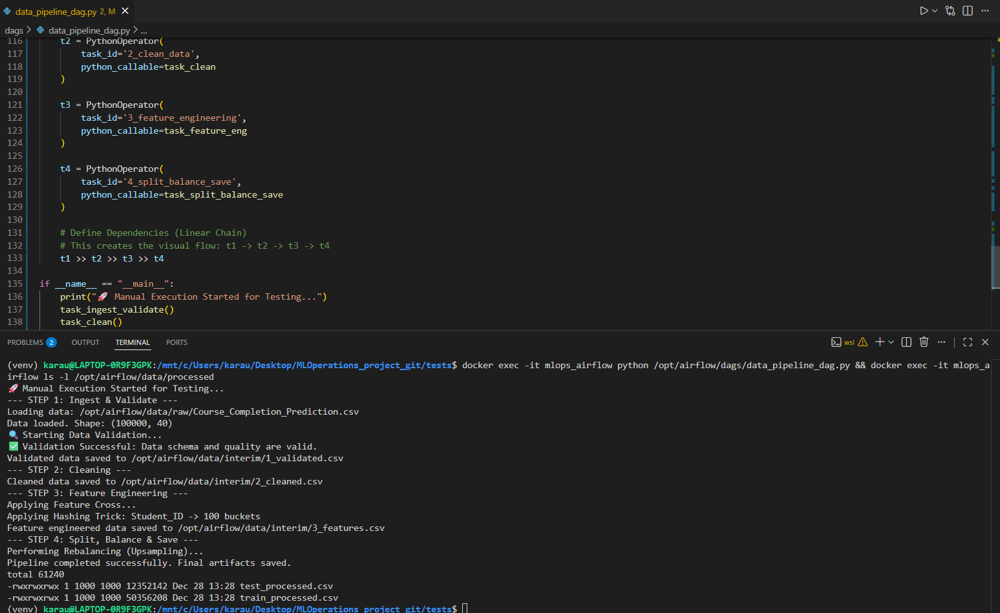 data_pipeline_dag.py 2, M
dags > data_pipeline_dag.py > ...
116 t2 = PythonOperator(
117 task_id='2_clean_data',
118 python_callable=task_clean
119 )
120
121 t3 = PythonOperator(
122 task_id='3_feature_engineering',
123 python_callable=task_feature_eng
124 )
125
126 t4 = PythonOperator(
127 task_id='4_split_balance_save',
128 python_callable=task_split_balance_save
129 )
130
131 # Define Dependencies (Linear Chain)
132 # This creates the visual flow: t1 -> t2 -> t3 -> t4
133 t1 >> t2 >> t3 >> t4
134
135 if __name__ == "__main__":
136 print("🚀 Manual Execution Started for Testing...")
137 task_ingest_validate()
138 task_clean()
PROBLEMS 2 OUTPUT TERMINAL PORTS wsl
(venv) karau@LAPTOP-0R9F3GPK:/mnt/c/Users/karau/Desktop/MLOperations_project_git/tests$ docker exec -it mlops_airflow python /opt/airflow/dags/data_pipeline_dag.py && docker exec -it mlops_a
irflow ls -l /opt/airflow/data/processed
🚀 Manual Execution Started for Testing...
--- STEP 1: Ingest & Validate ---
Loading data: /opt/airflow/data/raw/Course_Completion_Prediction.csv
Data loaded. Shape: (100000, 40)
🔍 Starting Data Validation...
✅ Validation Successful: Data schema and quality are valid.
Validated data saved to /opt/airflow/data/interim/1_validated.csv
--- STEP 2: Cleaning ---
Cleaned data saved to /opt/airflow/data/interim/2_cleaned.csv
--- STEP 3: Feature Engineering ---
Applying Feature Cross...
Applying Hashing Trick: Student_ID -> 100 buckets
Feature engineered data saved to /opt/airflow/data/interim/3_features.csv
--- STEP 4: Split, Balance & Save ---
Performing Rebalancing (Upsampling)...
Pipeline completed successfully. Final artifacts saved.
total 61240
-rwxrwxrwx 1 1000 1000 12352142 Dec 28 13:28 test_processed.csv
-rwxrwxrwx 1 1000 1000 50356208 Dec 28 13:28 train_processed.csv
(venv) karau@LAPTOP-0R9F3GPK:/mnt/c/Users/karau/Desktop/MLOperations_project_git/tests$